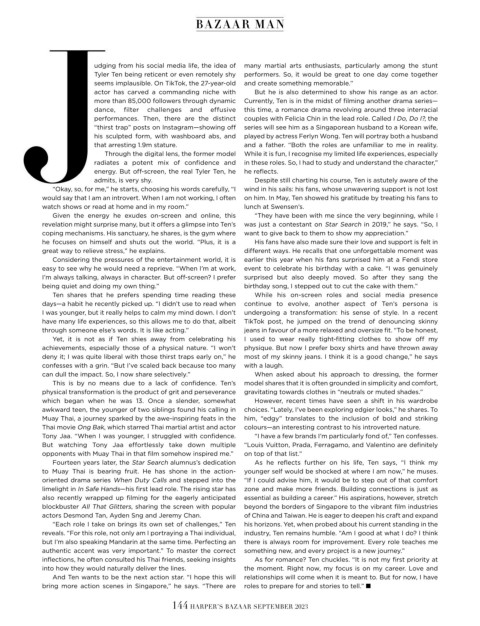 BAZAAR MAN
Judging from his social media life, the idea of
Tyler Ten being reticent or even remotely shy
seems implausible. On TikTok, the 27-year-old
actor has carved a commanding niche with
more than 85,000 followers through dynamic
dance, filter challenges and effusive
performances. Then, there are the distinct
"thirst trap" posts on Instagram—showing off
his sculpted form, with washboard abs, and
that arresting 1.9m stature.
Through the digital lens, the former model
radiates a potent mix of confidence and
energy. But off-screen, the real Tyler Ten, he
admits, is very shy.
"Okay, so, for me," he starts, choosing his words carefully, "I
would say that I am an introvert. When I am not working, I often
watch shows or read at home and in my room."
Given the energy he exudes on-screen and online, this
revelation might surprise many, but it offers a glimpse into Ten's
coping mechanisms. His sanctuary, he shares, is the gym where
he focuses on himself and shuts out the world. "Plus, it is a
great way to relieve stress," he explains.
Considering the pressures of the entertainment world, it is
easy to see why he would need a reprieve. "When I'm at work,
I'm always talking, always in character. But off-screen? I prefer
being quiet and doing my own thing."
Ten shares that he prefers spending time reading these
days—a habit he recently picked up. "I didn't use to read when
I was younger, but it really helps to calm my mind down. I don't
have many life experiences, so this allows me to do that, albeit
through someone else's words. It is like acting."
Yet, it is not as if Ten shies away from celebrating his
achievements, especially those of a physical nature. "I won't
deny it; I was quite liberal with those thirst traps early on," he
confesses with a grin. "But I've scaled back because too many
can dull the impact. So, I now share selectively."
This is by no means due to a lack of confidence. Ten's
physical transformation is the product of grit and perseverance
which began when he was 13. Once a slender, somewhat
awkward teen, the younger of two siblings found his calling in
Muay Thai, a journey sparked by the awe-inspiring feats in the
Thai movie Ong Bak, which starred Thai martial artist and actor
Tony Jaa. "When I was younger, I struggled with confidence.
But watching Tony Jaa effortlessly take down multiple
opponents with Muay Thai in that film somehow inspired me."
Fourteen years later, the Star Search alumnus's dedication
to Muay Thai is bearing fruit. He has shone in the action-
oriented drama series When Duty Calls and stepped into the
limelight in In Safe Hands—his first lead role. The rising star has
also recently wrapped up filming for the eagerly anticipated
blockbuster All That Glitters, sharing the screen with popular
actors Desmond Tan, Ayden Sng and Jeremy Chan.
"Each role I take on brings its own set of challenges," Ten
reveals. "For this role, not only am I portraying a Thai individual,
but I'm also speaking Mandarin at the same time. Perfecting an
authentic accent was very important." To master the correct
inflections, he often consulted his Thai friends, seeking insights
into how they would naturally deliver the lines.
And Ten wants to be the next action star. "I hope this will
bring more action scenes in Singapore," he says. "There are
many martial arts enthusiasts, particularly among the stunt
performers. So, it would be great to one day come together
and create something memorable."
But he is also determined to show his range as an actor.
Currently, Ten is in the midst of filming another drama series—
this time, a romance drama revolving around three interracial
couples with Felicia Chin in the lead role. Called I Do, Do I?, the
series will see him as a Singaporean husband to a Korean wife,
played by actress Ferlyn Wong. Ten will portray both a husband
and a father. "Both the roles are unfamiliar to me in reality.
While it is fun, I recognise my limited life experiences, especially
in these roles. So, I had to study and understand the character,"
he reflects.
Despite still charting his course, Ten is astutely aware of the
wind in his sails: his fans, whose unwavering support is not lost
on him. In May, Ten showed his gratitude by treating his fans to
lunch at Swensen's.
"They have been with me since the very beginning, while I
was just a contestant on Star Search in 2019," he says. "So, I
want to give back to them to show my appreciation."
His fans have also made sure their love and support is felt in
different ways. He recalls that one unforgettable moment was
earlier this year when his fans surprised him at a Fendi store
event to celebrate his birthday with a cake. "I was genuinely
surprised but also deeply moved. So after they sang the
birthday song, I stepped out to cut the cake with them."
While his on-screen roles and social media presence
continue to evolve, another aspect of Ten's persona is
undergoing a transformation: his sense of style. In a recent
TikTok post, he jumped on the trend of denouncing skinny
jeans in favour of a more relaxed and oversize fit. "To be honest,
I used to wear really tight-fitting clothes to show off my
physique. But now I prefer boxy shirts and have thrown away
most of my skinny jeans. I think it is a good change," he says
with a laugh.
When asked about his approach to dressing, the former
model shares that it is often grounded in simplicity and comfort,
gravitating towards clothes in "neutrals or muted shades."
However, recent times have seen a shift in his wardrobe
choices. "Lately, I've been exploring edgier looks," he shares. To
him, "edgy" translates to the inclusion of bold and striking
colours—an interesting contrast to his introverted nature.
"I have a few brands I'm particularly fond of," Ten confesses.
"Louis Vuitton, Prada, Ferragamo, and Valentino are definitely
on top of that list."
As he reflects further on his life, Ten says, "I think my
younger self would be shocked at where I am now," he muses.
"If I could advise him, it would be to step out of that comfort
zone and make more friends. Building connections is just as
essential as building a career." His aspirations, however, stretch
beyond the borders of Singapore to the vibrant film industries
of China and Taiwan. He is eager to deepen his craft and expand
his horizons. Yet, when probed about his current standing in the
industry, Ten remains humble. "Am I good at what I do? I think
there is always room for improvement. Every role teaches me
something new, and every project is a new journey."
As for romance? Ten chuckles. "It is not my first priority at
the moment. Right now, my focus is on my career. Love and
relationships will come when it is meant to. But for now, I have
roles to prepare for and stories to tell." ■
144 HARPER'S BAZAAR SEPTEMBER 2023